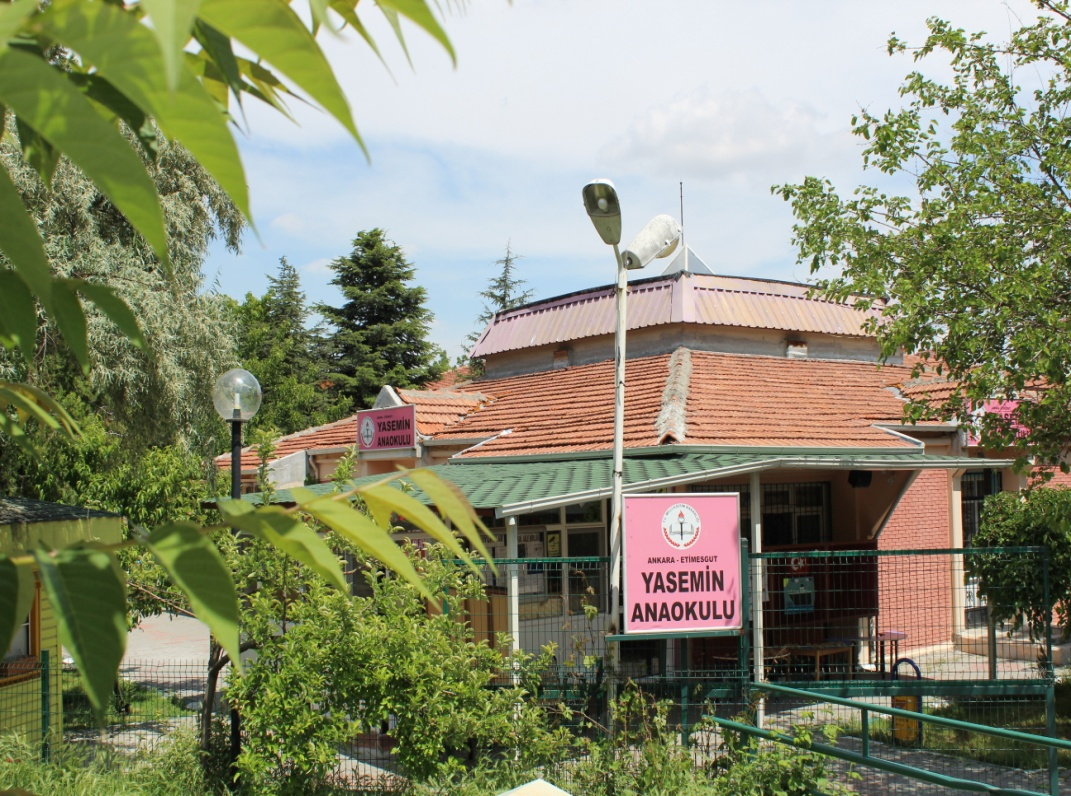 YASEMİN
ANAOKULU
ANKARA - ETİMESGUT
YASEMİN
ANAOKULU